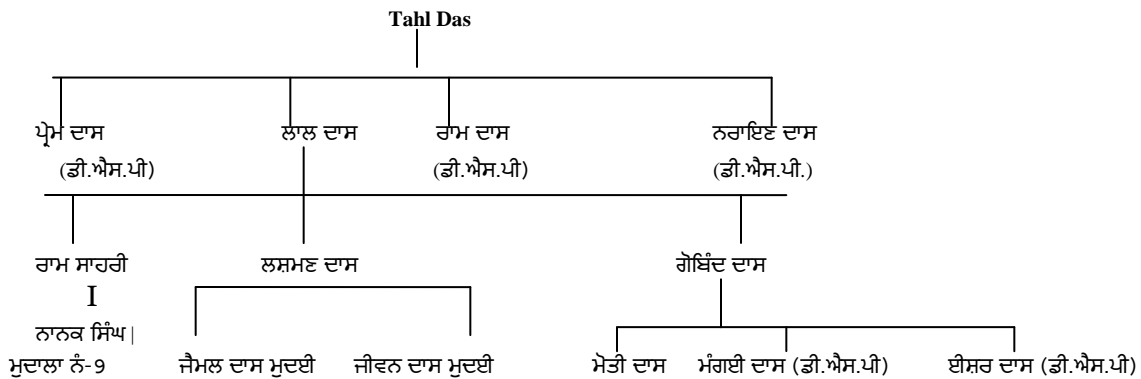 Tahl Das
ਪ੍ਰੇਮ ਦਾਸ ਲਾਲ ਦਾਸ ਰਾਮ ਦਾਸ ਨਰਾਇਣ ਦਾਸ
(ਡੀ.ਐਸ.ਪੀ) (ਡੀ.ਐਸ.ਪੀ) (ਡੀ.ਐਸ.ਪੀ.)
ਰਾਮ ਸਾਹਰੀ ਲਸ਼ਮਣ ਦਾਸ ਗੋਬਿੰਦ ਦਾਸ
I
ਨਾਨਕ ਸਿੰਘ|
ਮੁਦਾਲਾ ਨੰ-9 ਜੈਮਲ ਦਾਸ ਮੁਦਈ ਜੀਵਨ ਦਾਸ ਮੁਦਈ ਮੋਤੀ ਦਾਸ ਮੰਗਈ ਦਾਸ (ਡੀ.ਐਸ.ਪੀ) ਈਸ਼ਰ ਦਾਸ (ਡੀ.ਐਸ.ਪੀ)